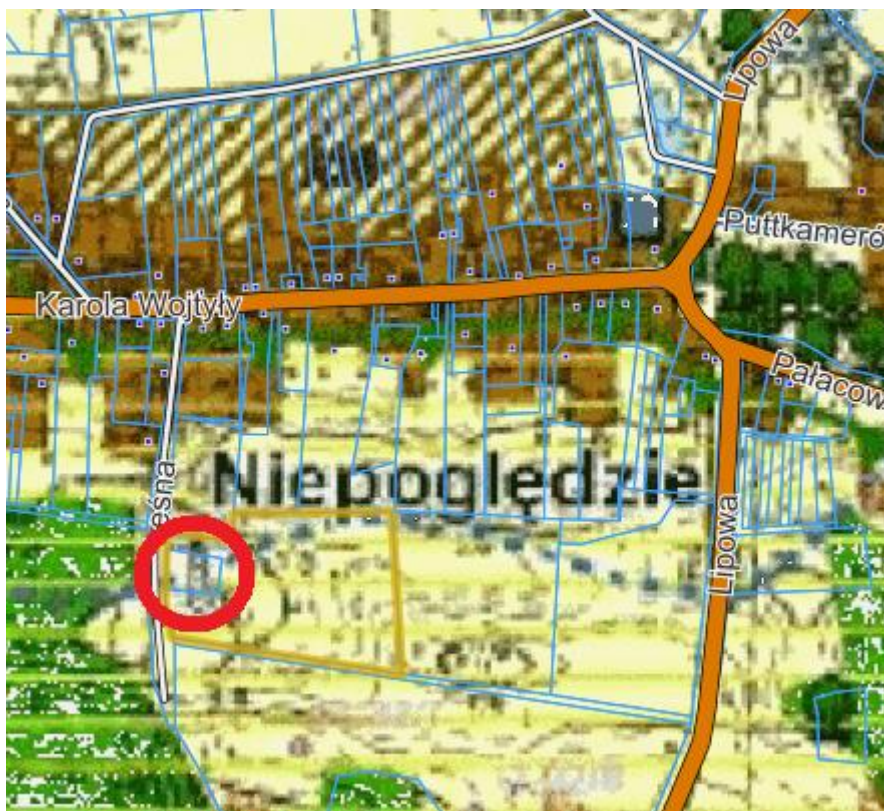 Lipowa
Puttkameró
Karola Wojtyły
Pałacow
Niepoględzie
eśna
Lipowa